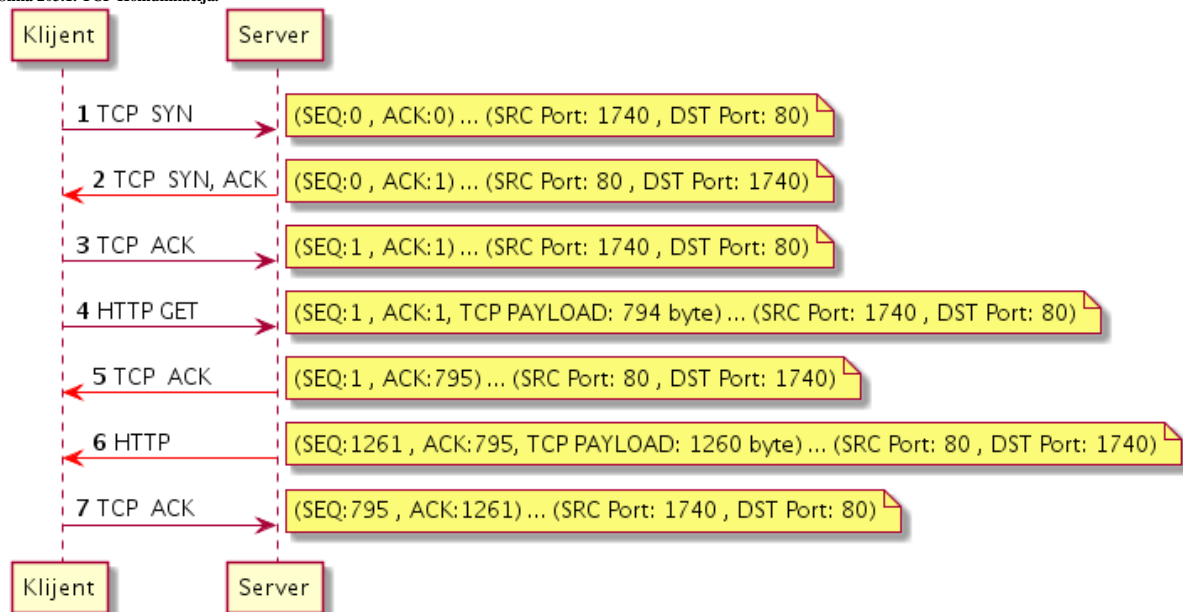 TCP Komunikacija.
Klijent Server
1 TCP SYN (SEQ:0 , ACK:0) ... (SRC Port: 1740 , DST Port: 80)
2 TCP SYN, ACK (SEQ:0 , ACK:1) ... (SRC Port: 80 , DST Port: 1740)
3 TCP ACK (SEQ:1 , ACK:1) ... (SRC Port: 1740 , DST Port: 80)
4 HTTP GET (SEQ:1 , ACK:1, TCP PAYLOAD: 794 byte) ... (SRC Port: 1740 , DST Port: 80)
5 TCP ACK (SEQ:1 , ACK:795) ... (SRC Port: 80 , DST Port: 1740)
6 HTTP (SEQ:1261 , ACK:795, TCP PAYLOAD: 1260 byte) ... (SRC Port: 80 , DST Port: 1740)
7 TCP ACK (SEQ:795 , ACK:1261) ... (SRC Port: 1740 , DST Port: 80)
Klijent Server